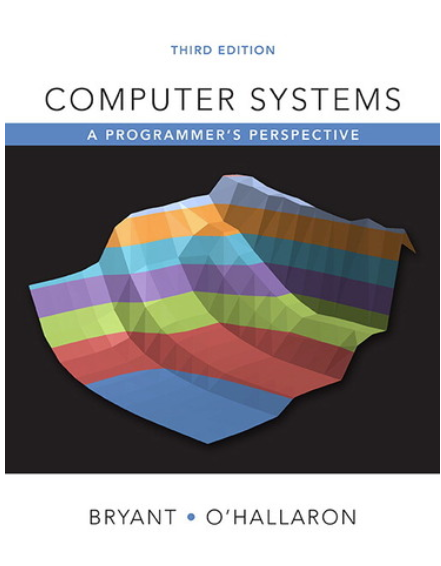 THIRD EDITION
COMPUTER SYSTEMS
A PROGRAMMER'S PERSPECTIVE
BRYANT • O'HALLARON